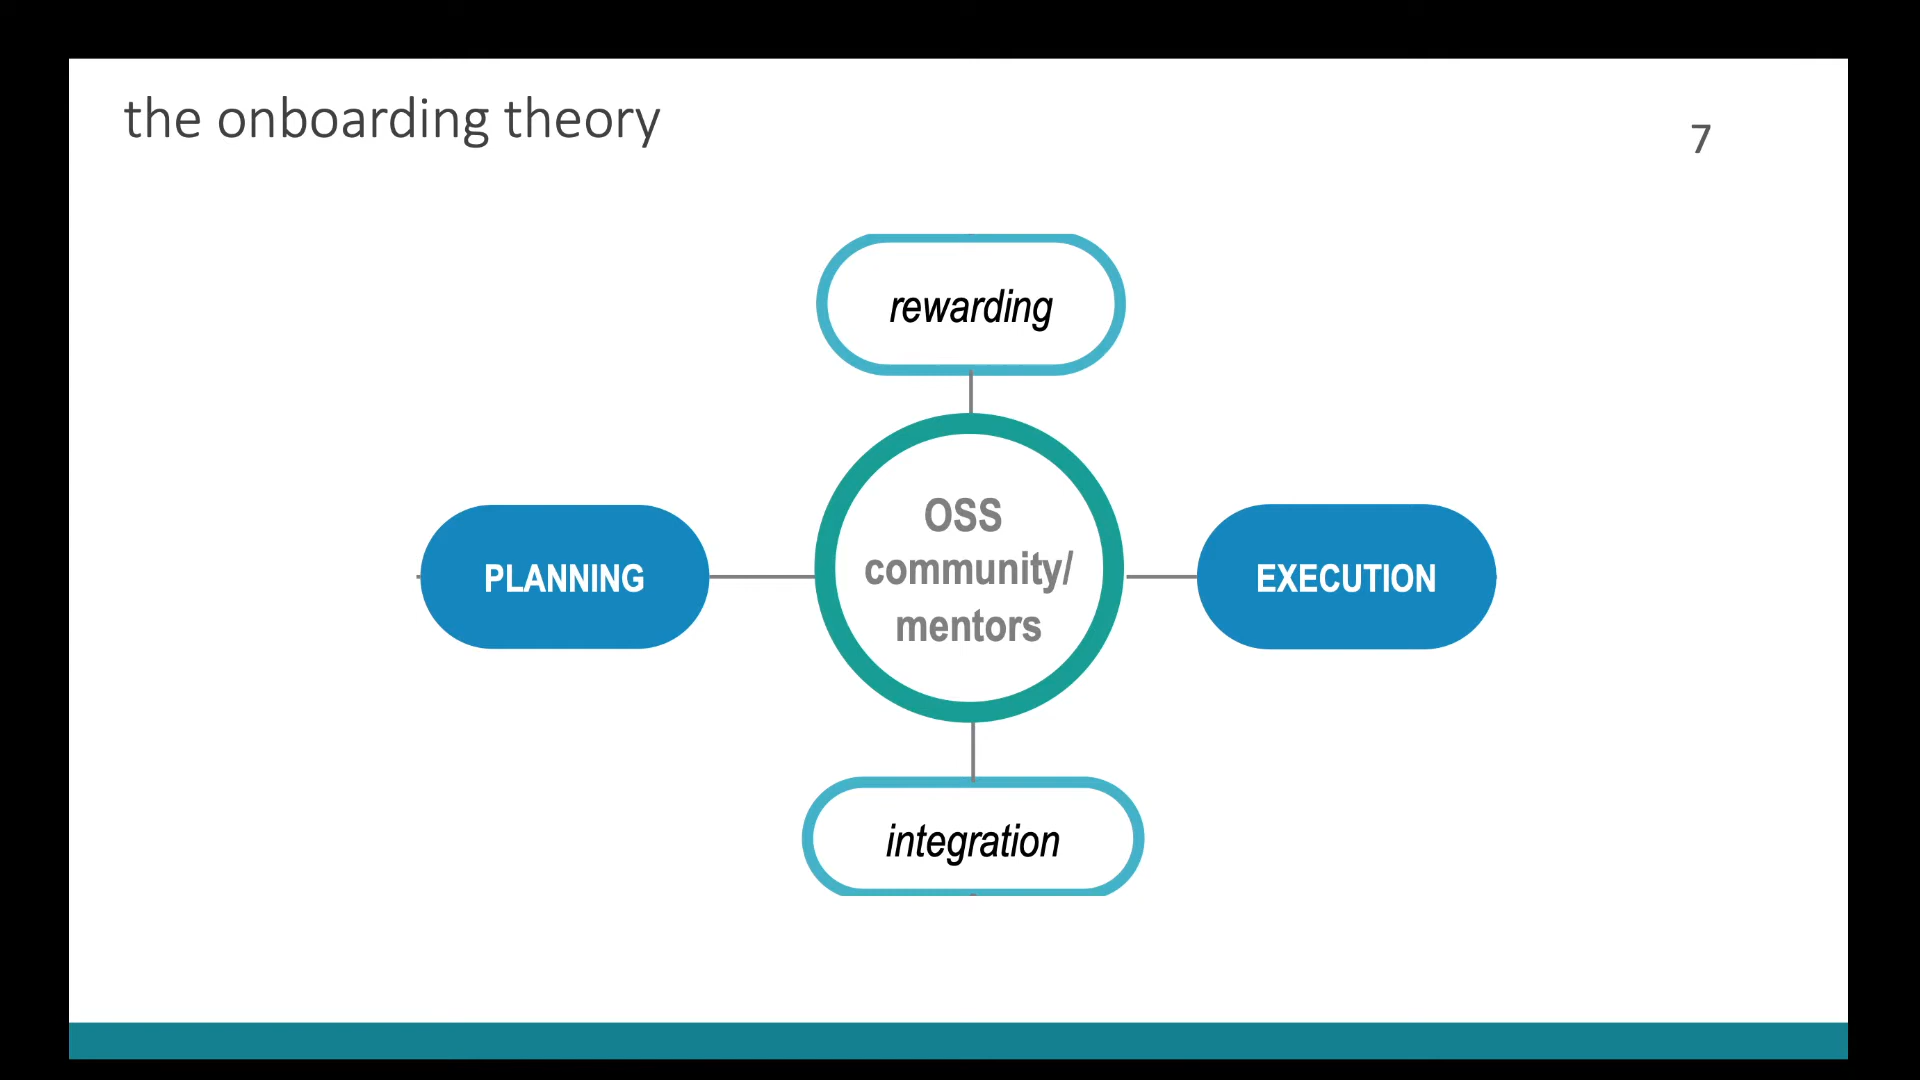 the onboarding theory
7
rewarding
PLANNING
OSS
community/
mentors
EXECUTION
integration